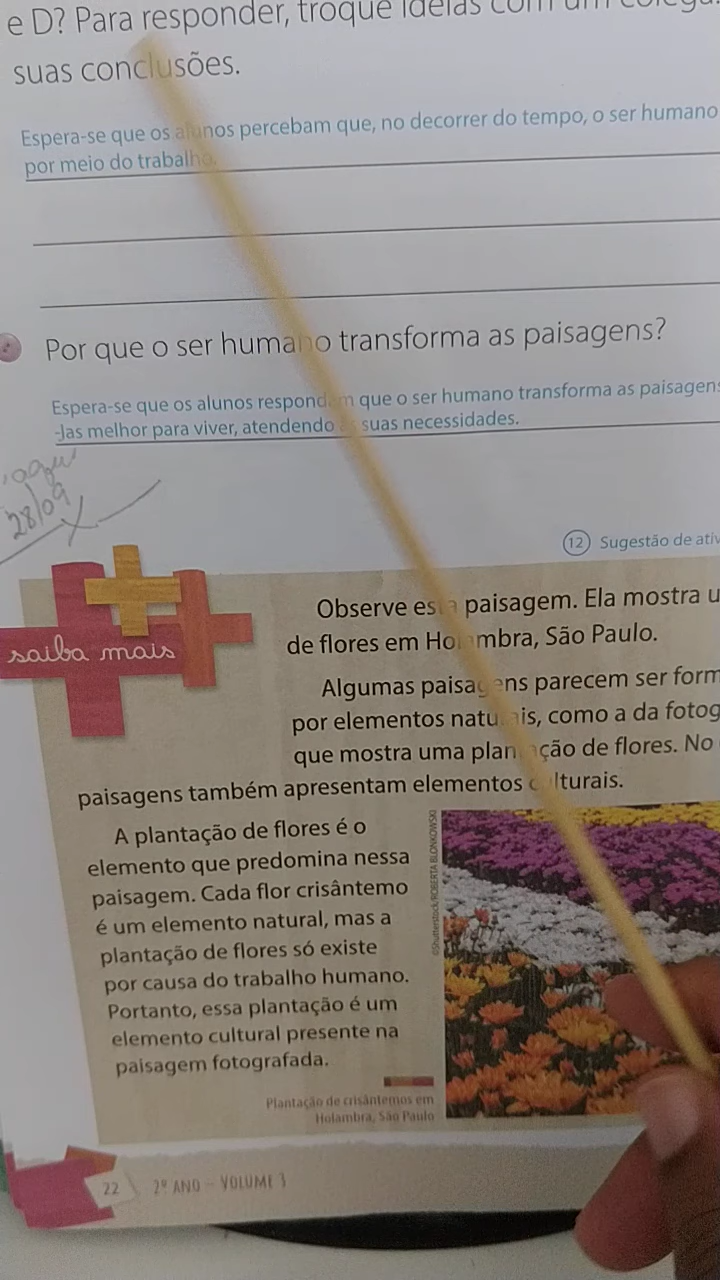 e D? Para responder, troque ideias com um colega
suas conclusões.
Espera-se que os alunos percebam que, no decorrer do tempo, o ser humano
por meio do trabalho.
Por que o ser humano transforma as paisagens?
Espera-se que os alunos respondam que o ser humano transforma as paisagens
-las melhor para viver, atendendo às suas necessidades.
28/09
12 Sugestão de ativ
saiba mais
Observe esta paisagem. Ela mostra u
de flores em Holambra, São Paulo.
Algumas paisagens parecem ser form
por elementos naturais, como a da fotog
que mostra uma plantação de flores. No
paisagens também apresentam elementos culturais.
A plantação de flores é o
elemento que predomina nessa
paisagem. Cada flor crisântemo
é um elemento natural, mas a
plantação de flores só existe
por causa do trabalho humano.
Portanto, essa plantação é um
elemento cultural presente na
paisagem fotografada.
©Shutterstock/ROBERTA BLONKOWSKI
Plantação de crisântemos em
Holambra, São Paulo
22 2º ANO – VOLUME 3